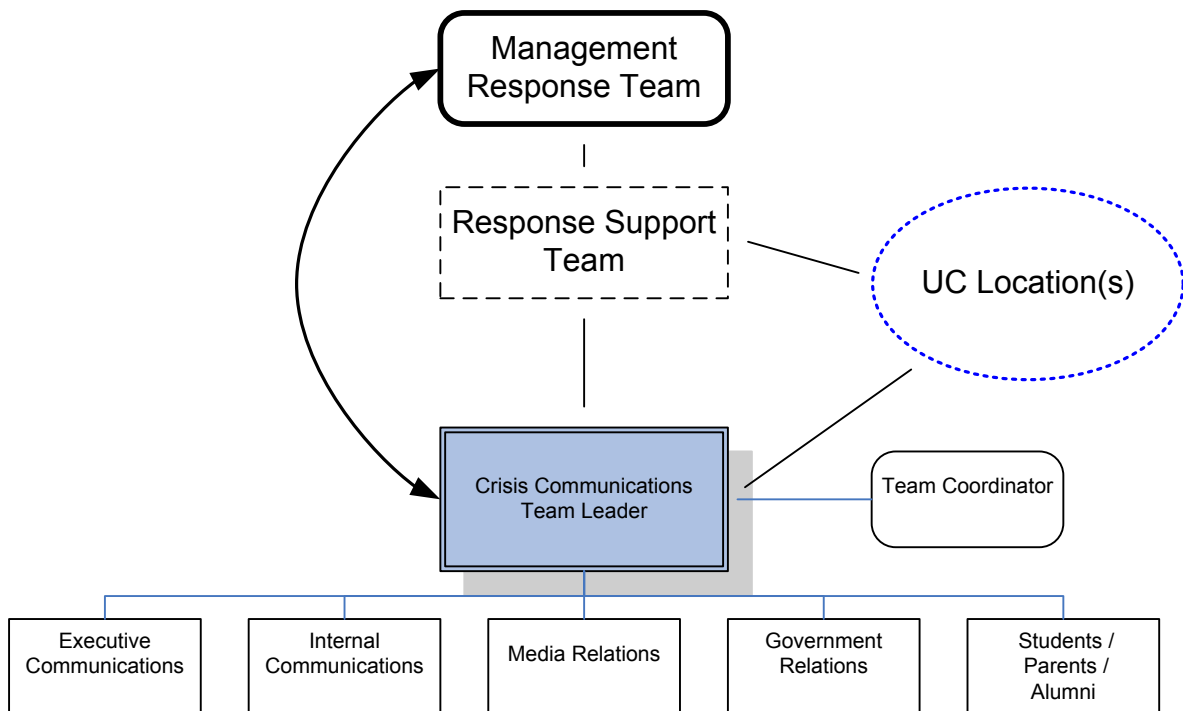 Management
Response Team
Response Support
Team
UC Location(s)
Crisis Communications
Team Leader
Team Coordinator
Executive
Communications
Internal
Communications
Media Relations
Government
Relations
Students /
Parents /
Alumni